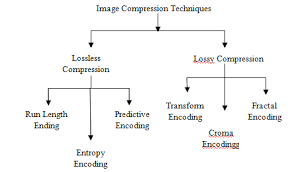 Image Compression Techniques
Lossless
Compression
Lossy Compression
Run Length
Ending
Predictive
Encoding
Entropy
Encoding
Transform
Encoding
Croma
Encodingg
Fractal
Encoding